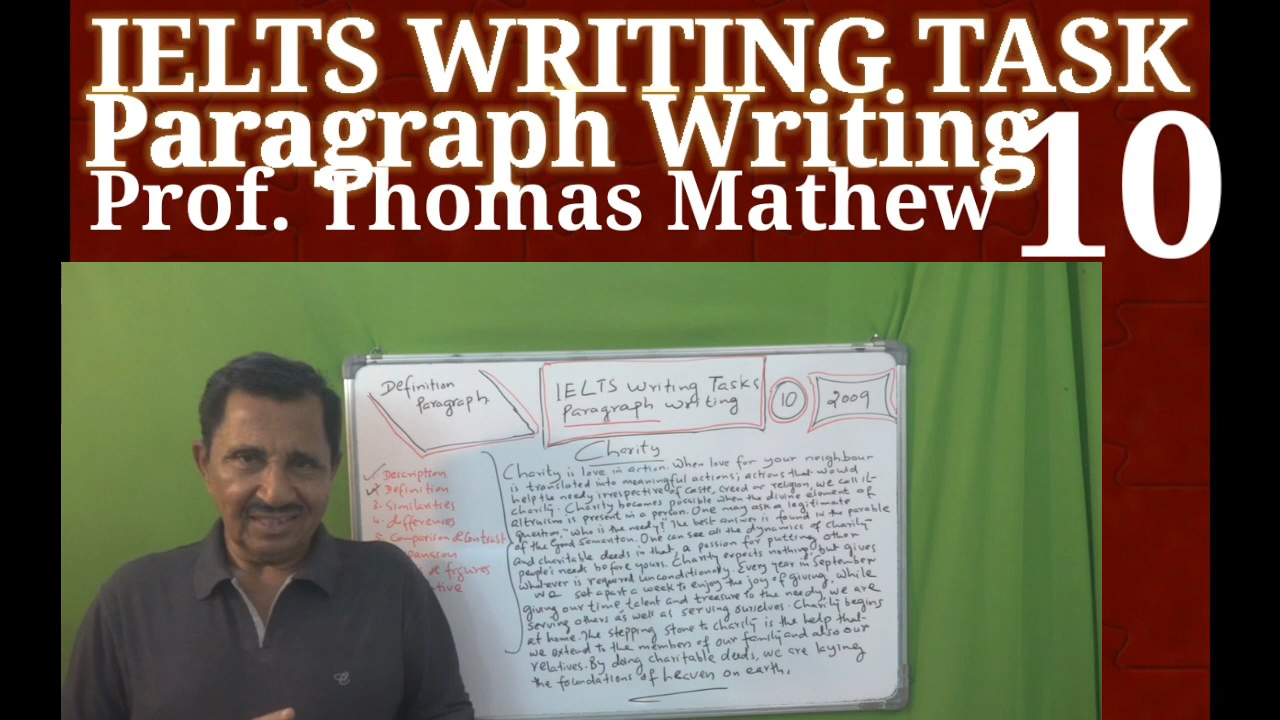 IELTS WRITING TASK
Paragraph Writing
10
Prof. Thomas Mathew
Definition
Paragraph
IELTS Writing Tasks
Paragraph writing
10
2009
Description
Definition
3. Similarities
4. differences
5. Comparison & Contrast
& figures
Charity
Charity is love in action. When love for your neighbour
is translated into meaningful actions; actions that would
help the needy irrespective of caste, creed or religion, we call it
charity. Charity becomes possible when the divine element of
altruism is present in a person. One may ask a legitimate
question, "Who is the needy?" The best answer is found in the parable
of the Good Samaritan. One can see all the dynamics of charity
and charitable deeds in that, a passion for putting other
people's needs before yours. Charity expects nothing, but gives
whatever is required unconditionally. Every year in September
we set apart a week to enjoy the joy of giving. While
giving our time talent and treasure to the needy, we are
serving others as well as serving ourselves. Charity begins
at home. The stepping stone to charity is the help that
we extend to the members of our family and also our
relatives. By doing charitable deeds, we are laying
the foundations of heaven on earth.